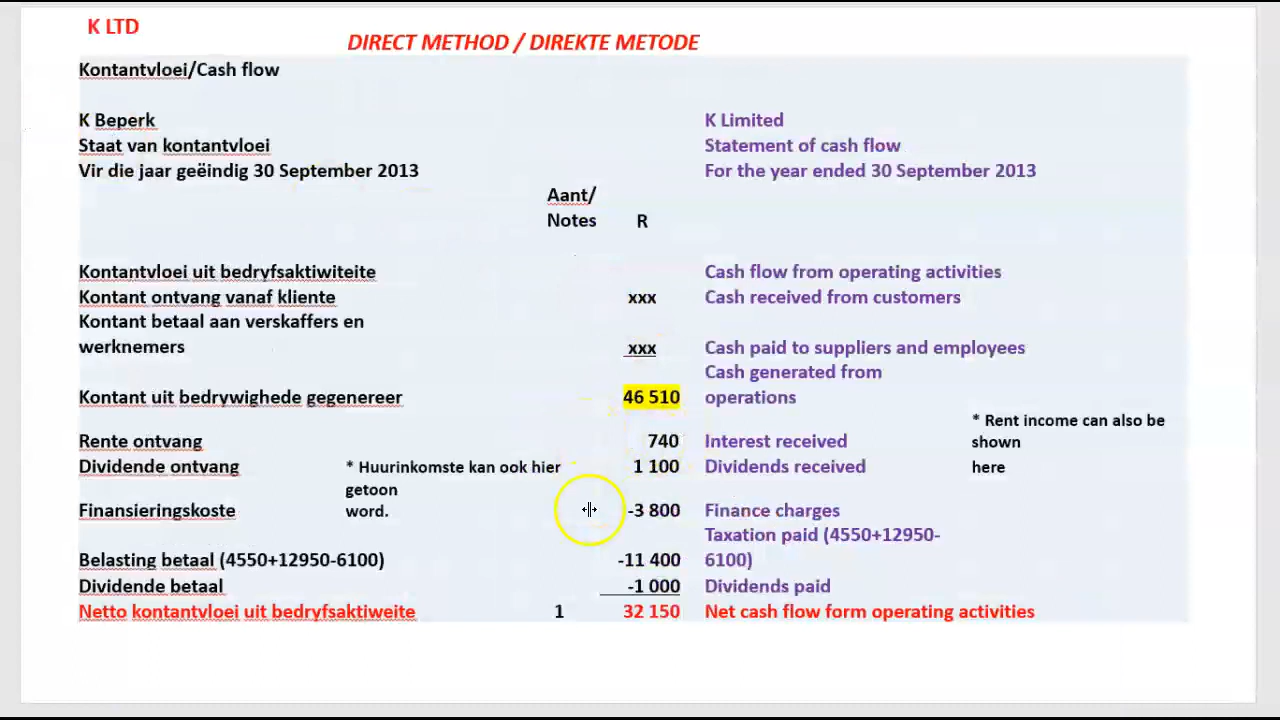 K LTD
DIRECT METHOD / DIREKTE METODE
Kontantvloei/Cash flow
K Beperk K Limited
Staat van kontantvloei Statement of cash flow
Vir die jaar geëindig 30 September 2013 For the year ended 30 September 2013
Aant/
Notes R
Kontantvloei uit bedryfsaktiwiteite Cash flow from operating activities
Kontant ontvang vanaf kliente xxx Cash received from customers
Kontant betaal aan verskaffers en
werknemers xxx Cash paid to suppliers and employees
Cash generated from
Kontant uit bedrywighede gegenereer 46 510 operations
* Rent income can also be
Rente ontvang 740 Interest received shown
Dividende ontvang * Huurinkomste kan ook hier 1 100 Dividends received here
getoon
Finansieringskoste word. -3 800 Finance charges
Taxation paid (4550+12950-
Belasting betaal (4550+12950-6100) -11 400 6100)
Dividende betaal -1 000 Dividends paid
Netto kontantvloei uit bedryfsaktiweite 1 32 150 Net cash flow form operating activities